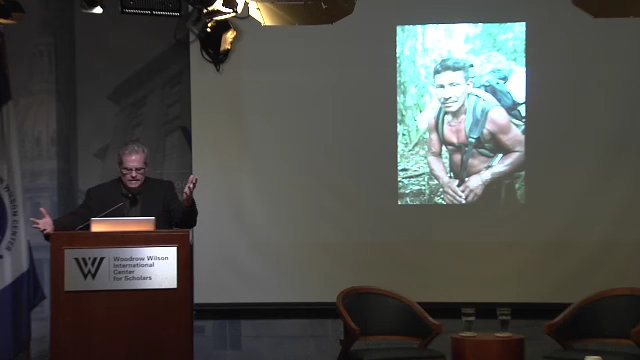 Woodrow Wilson
International
Center
for Scholars